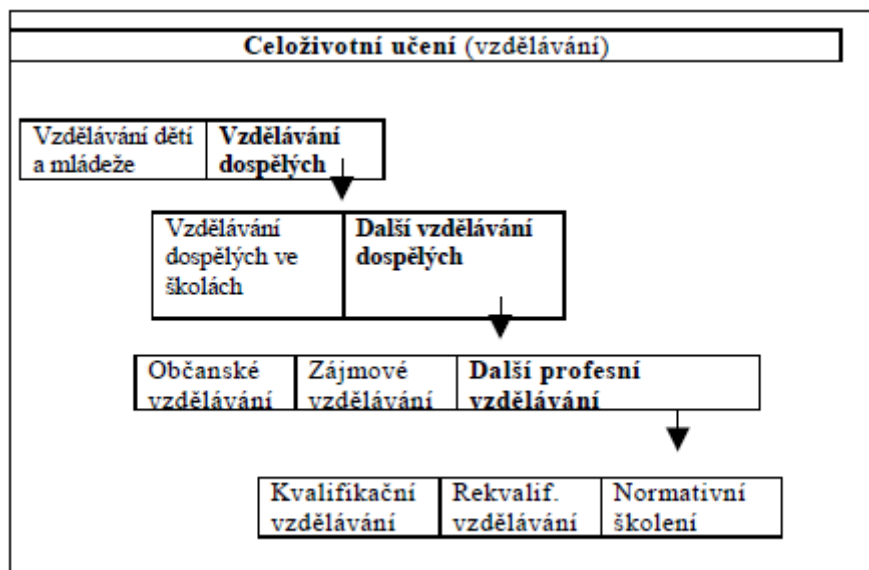 Celoživotní učení (vzdělávání)
Vzdělávání dětí
a mládeže
Vzdělávání
dospělých
Vzdělávání
dospělých ve
školách
Další vzdělávání
dospělých
Občanské
vzdělávání
Zájmové
vzdělávání
Další profesní
vzdělávání
Kvalifikační
vzdělávání
Rekvalif.
vzdělávání
Normativní
školení